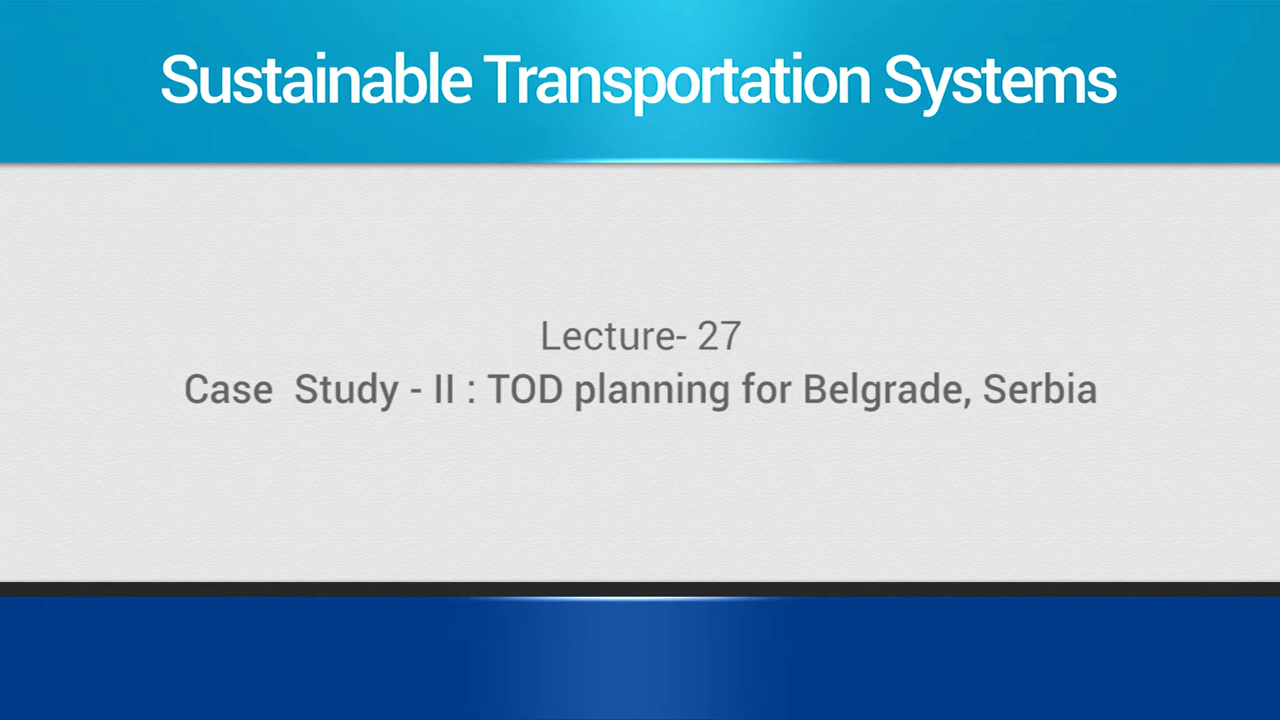 Sustainable Transportation Systems
Lecture- 27
Case Study - II : TOD planning for Belgrade, Serbia